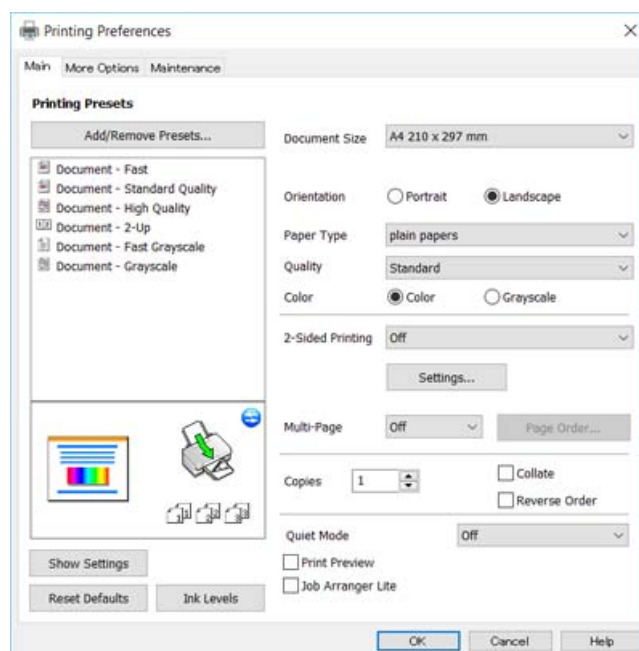 Printing Preferences
Main More Options Maintenance
Printing Presets
Add/Remove Presets...
Document - Fast
Document - Standard Quality
Document - High Quality
Document - 2-Up
Document - Fast Grayscale
Document - Grayscale
Show Settings
Reset Defaults Ink Levels
Document Size A4 210 x 297 mm
Orientation Portrait Landscape
Paper Type plain papers
Quality Standard
Color Color Grayscale
2-Sided Printing Off
Settings...
Multi-Page Off Page Order...
Copies 1 Collate
Reverse Order
Quiet Mode Off
Print Preview
Job Arranger Lite
OK Cancel Help